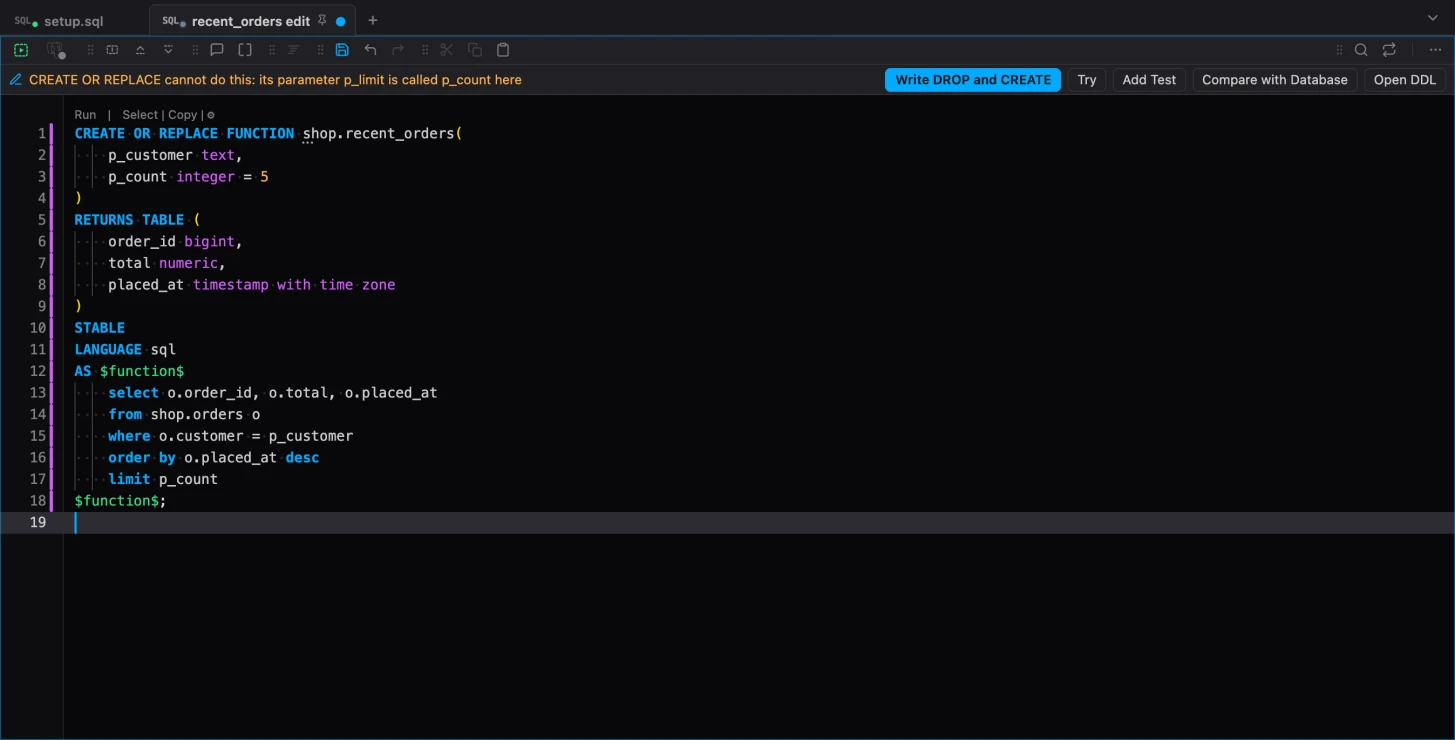 SQL setup.sql
SQL recent_orders edit
CREATE OR REPLACE cannot do this: its parameter p_limit is called p_count here
Write DROP and CREATE
Try
Add Test
Compare with Database
Open DDL
Run | Select | Copy |
1 CREATE OR REPLACE FUNCTION shop.recent_orders(
2 p_customer text,
3 p_count integer = 5
4 )
5 RETURNS TABLE (
6 order_id bigint,
7 total numeric,
8 placed_at timestamp with time zone
9 )
10 STABLE
11 LANGUAGE sql
12 AS $function$
13 select o.order_id, o.total, o.placed_at
14 from shop.orders o
15 where o.customer = p_customer
16 order by o.placed_at desc
17 limit p_count
18 $function$;
19